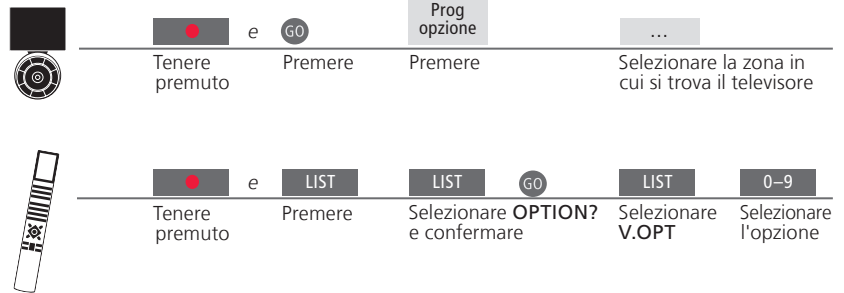 Prog
opzione
e GO ...
Tenere premuto Premere Premere Selezionare la zona in cui si trova il televisore
e LIST LIST GO LIST 0–9
Tenere premuto Premere Selezionare OPTION? e confermare Selezionare V.OPT Selezionare l'opzione